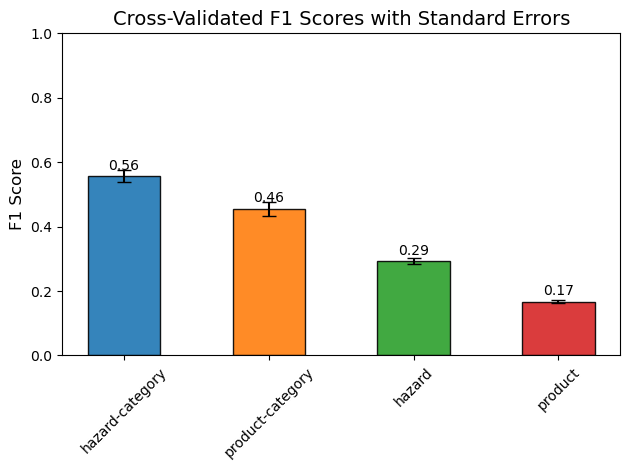 Cross-Validated F1 Scores with Standard Errors
F1 Score
1.0
0.8
0.6
0.4
0.2
0.0
0.56
0.46
0.29
0.17
hazard-category
product-category
hazard
product